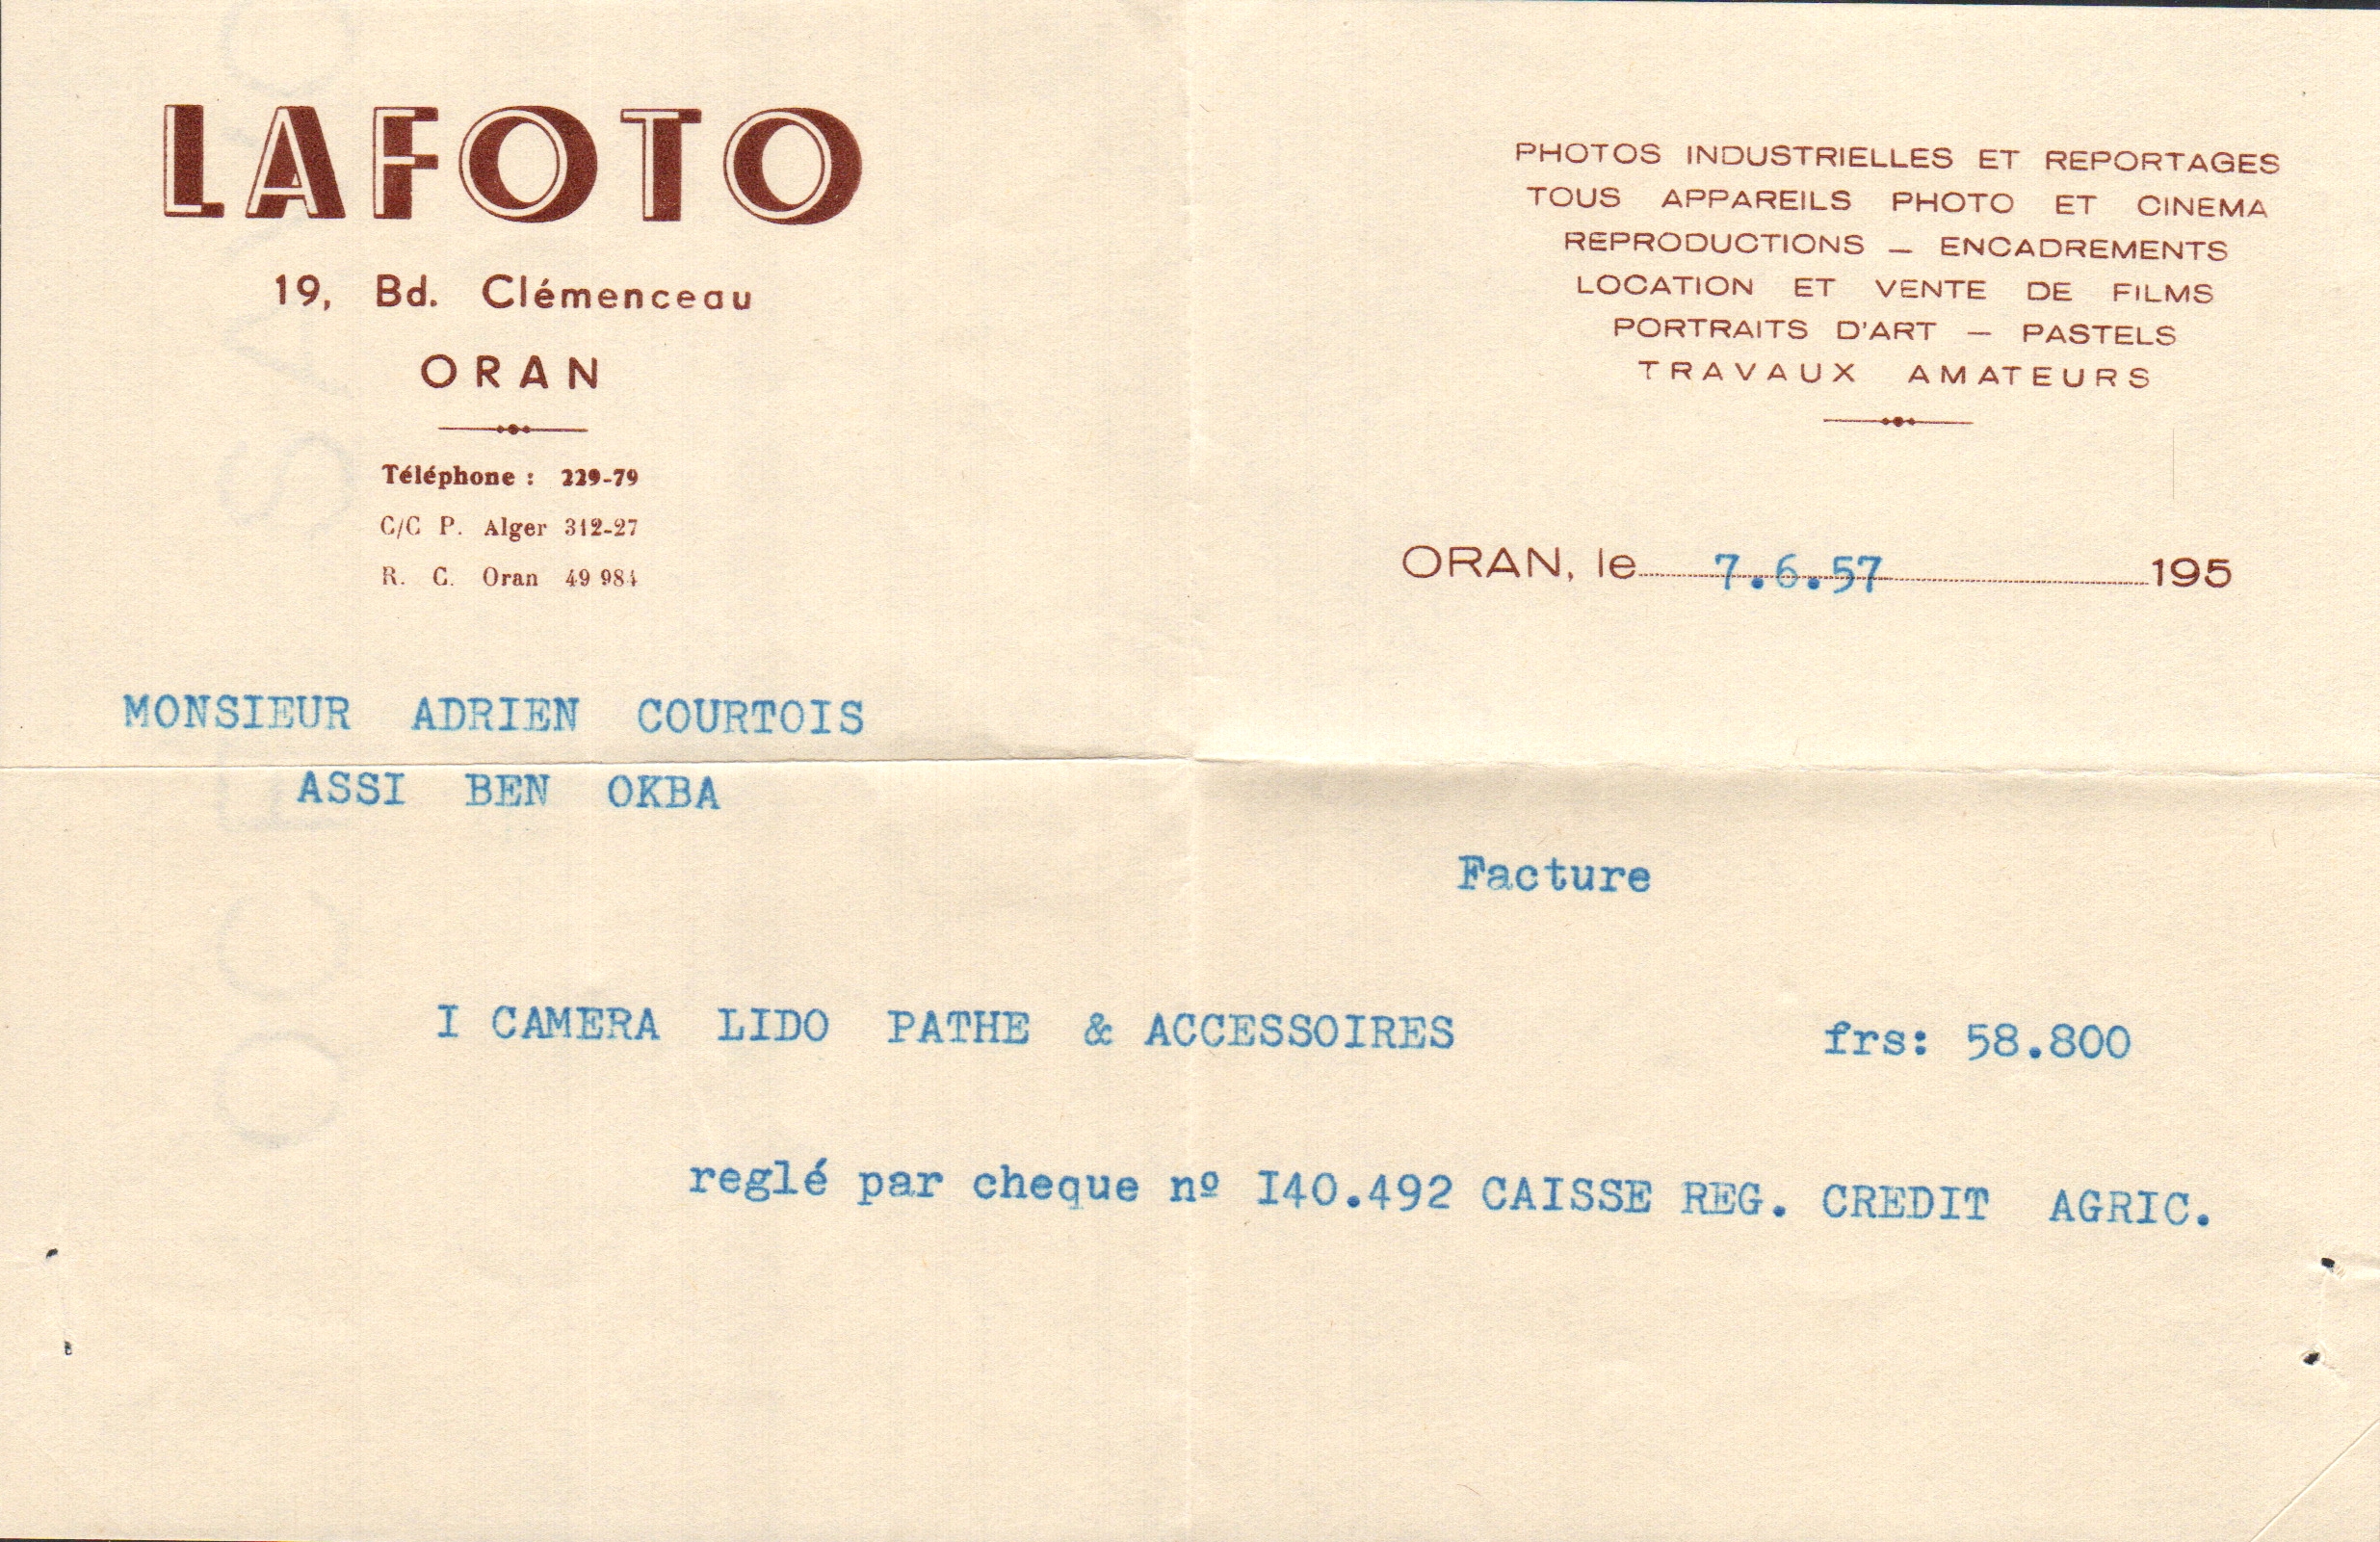 LAFOTO
19, Bd. Clémenceau
ORAN
Téléphone : 229-79
C/C P. Alger 312-27
R. C. Oran 49 984
PHOTOS INDUSTRIELLES ET REPORTAGES
TOUS APPAREILS PHOTO ET CINEMA
REPRODUCTIONS — ENCADREMENTS
LOCATION ET VENTE DE FILMS
PORTRAITS D'ART — PASTELS
TRAVAUX AMATEURS
ORAN, le 7.6.57 195
MONSIEUR ADRIEN COURTOIS
ASSI BEN OKBA
Facture
I CAMERA LIDO PATHE & ACCESSOIRES frs: 58.800
reglé par cheque nº I40.492 CAISSE REG. CREDIT AGRIC.